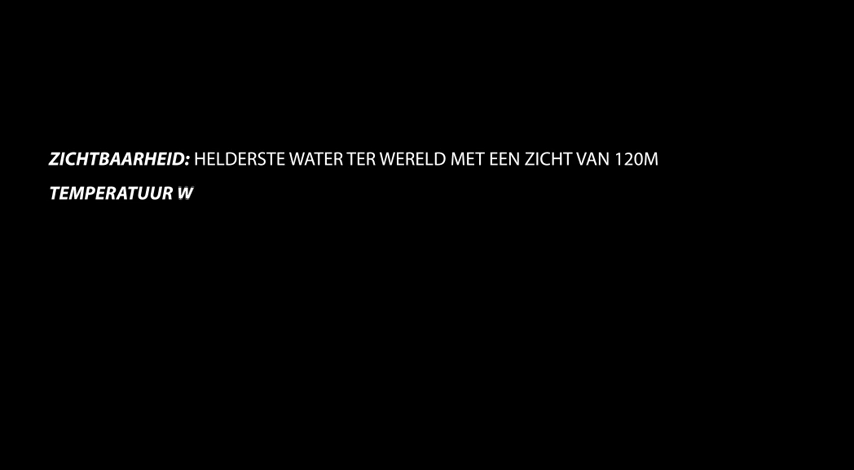 ZICHTBAARHEID: HELDERSTE WATER TER WERELD MET EEN ZICHT VAN 120M
TEMPERATUUR W